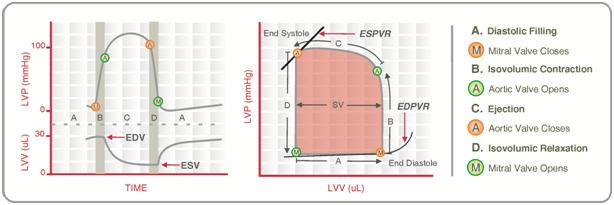 LVP (mmHg)
100
0
M
A
A
M
A
B
C
D
A
LVV (uL)
30
0
EDV
ESV
TIME
End Systole
ESPVR
LVP (mmHg)
A
C
A
D
SV
B
EDPVR
M
M
A
End Diastole
LVV (uL)
A. Diastolic Filling
M Mitral Valve Closes
B. Isovolumic Contraction
A Aortic Valve Opens
C. Ejection
A Aortic Valve Closes
D. Isovolumic Relaxation
M Mitral Valve Opens